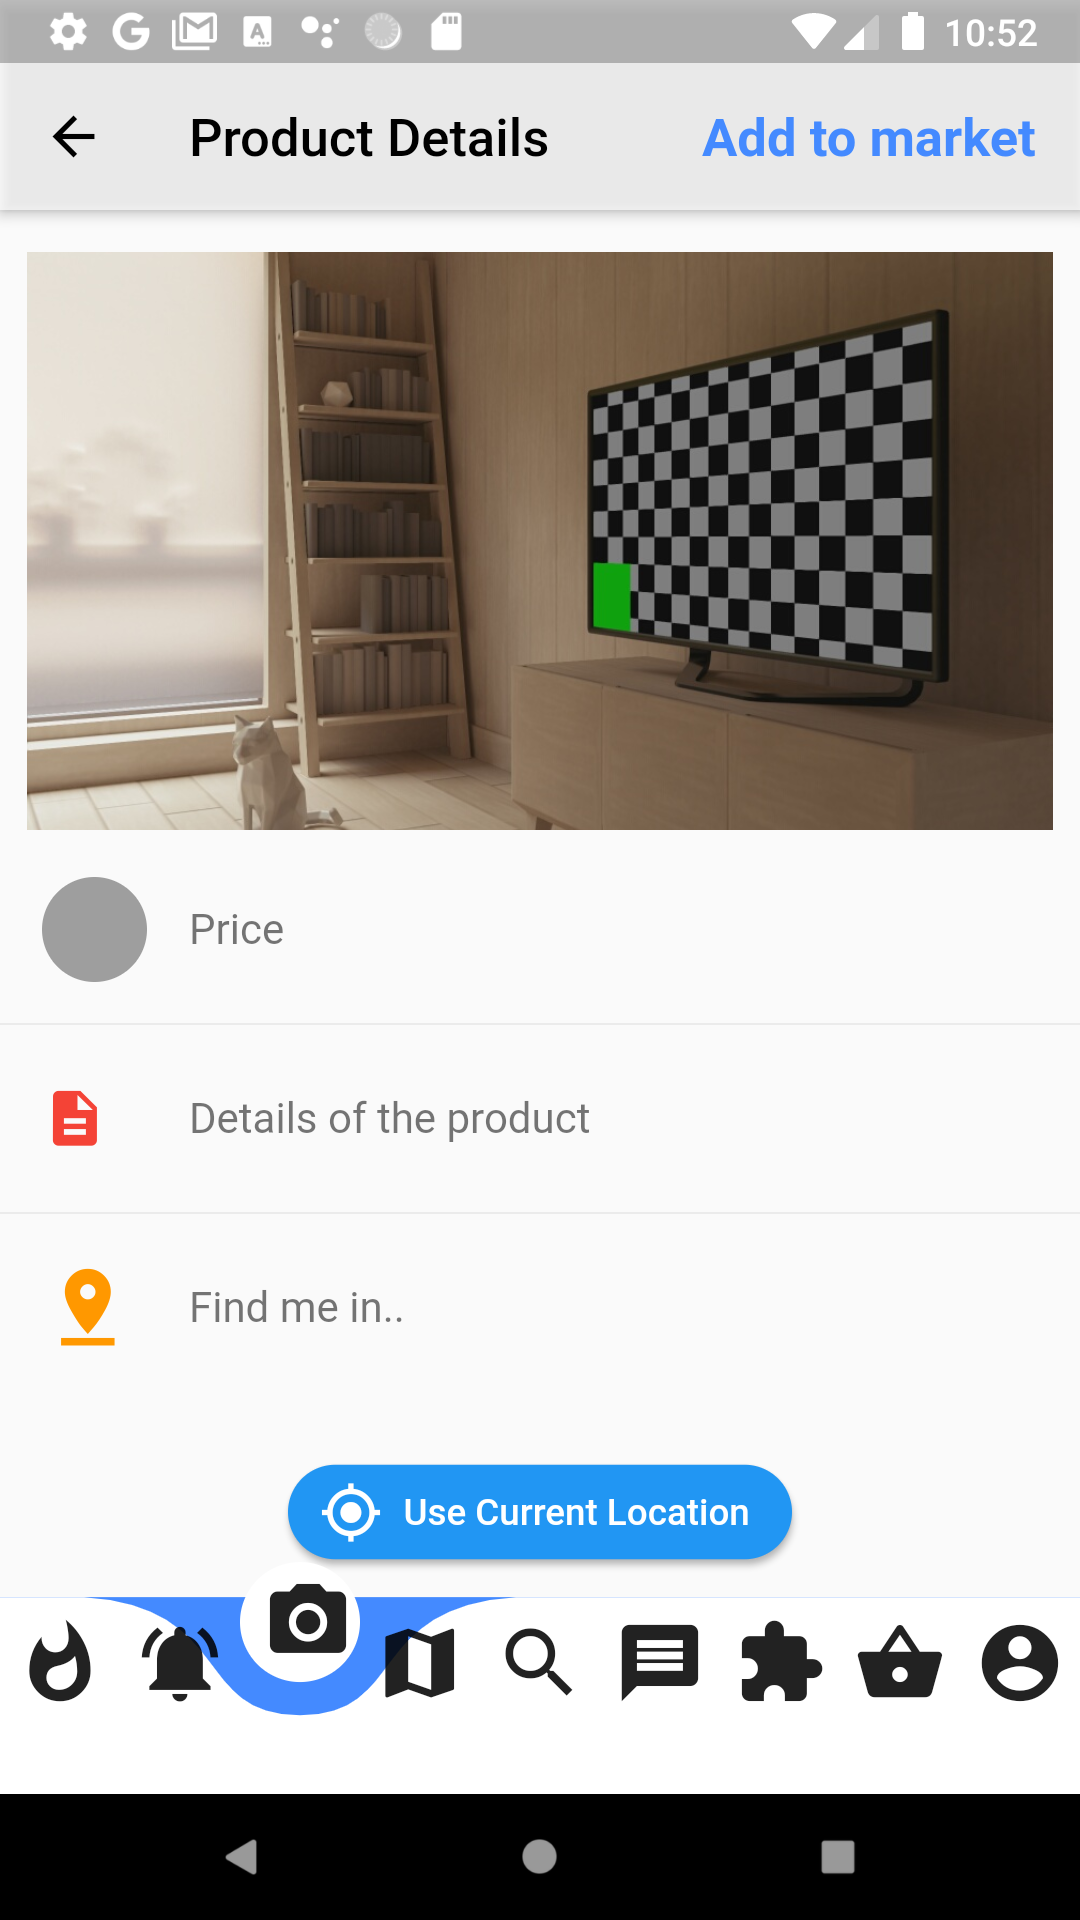 10:52
Product Details
Add to market
Price
Details of the product
Find me in..
Use Current Location